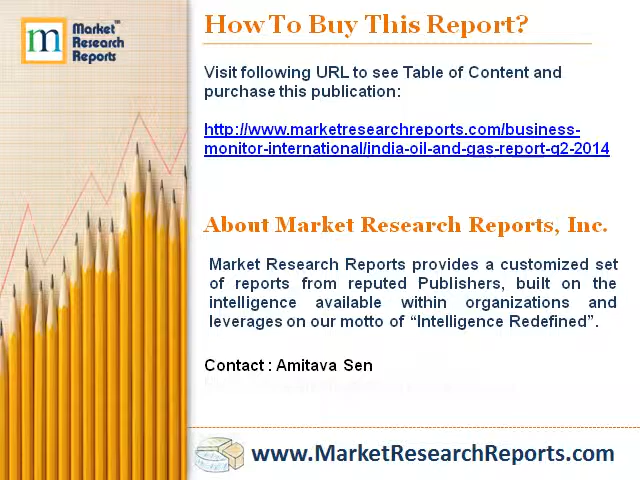 m
Market
Research
Reports
TM
How To Buy This Report?
Visit following URL to see Table of Content and
purchase this publication:
http://www.marketresearchreports.com/business-
monitor-international/india-oil-and-gas-report-q2-2014
About Market Research Reports, Inc.
Market Research Reports provides a customized set
of reports from reputed Publishers, built on the
intelligence available within organizations and
leverages on our motto of “Intelligence Redefined”.
Contact : Amitava Sen
www.MarketResearchReports.com